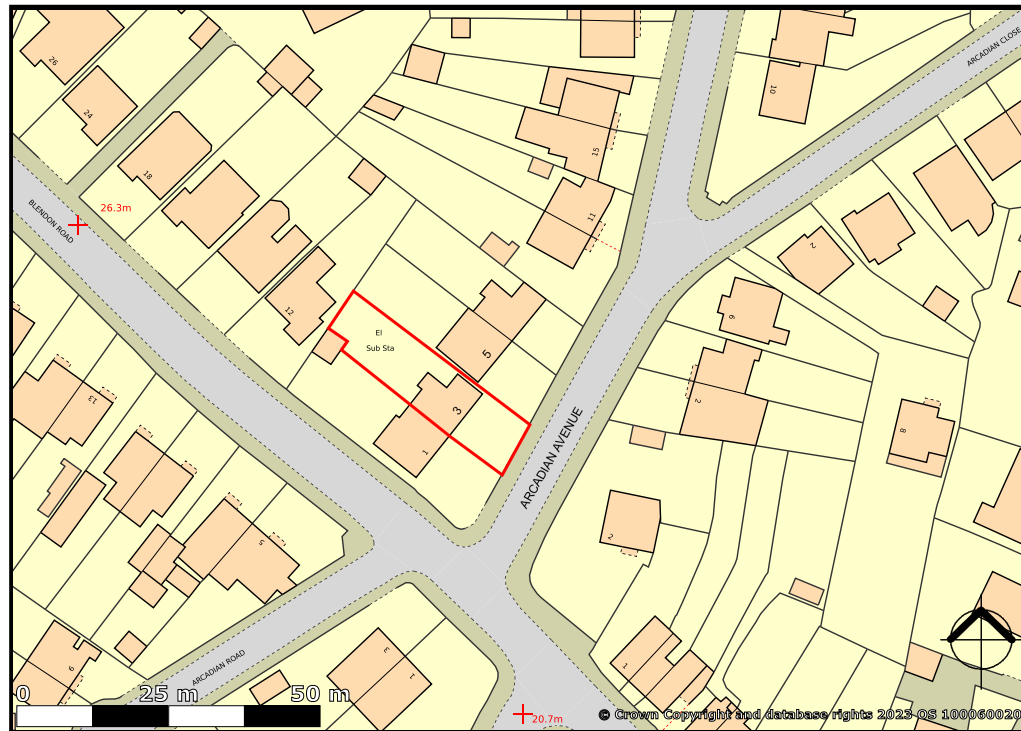 26
24
18
BLENDON ROAD
26.3m
12
El
Sub Sta
15
11
10
ARCADIAN CLOSE
2
6
2
8
5
3
1
ARCADIAN AVENUE
13
5
2
9
ARCADIAN ROAD
3
1
1
0
25 m
50 m
20.7m
© Crown Copyright and database rights 2023 OS 100060020